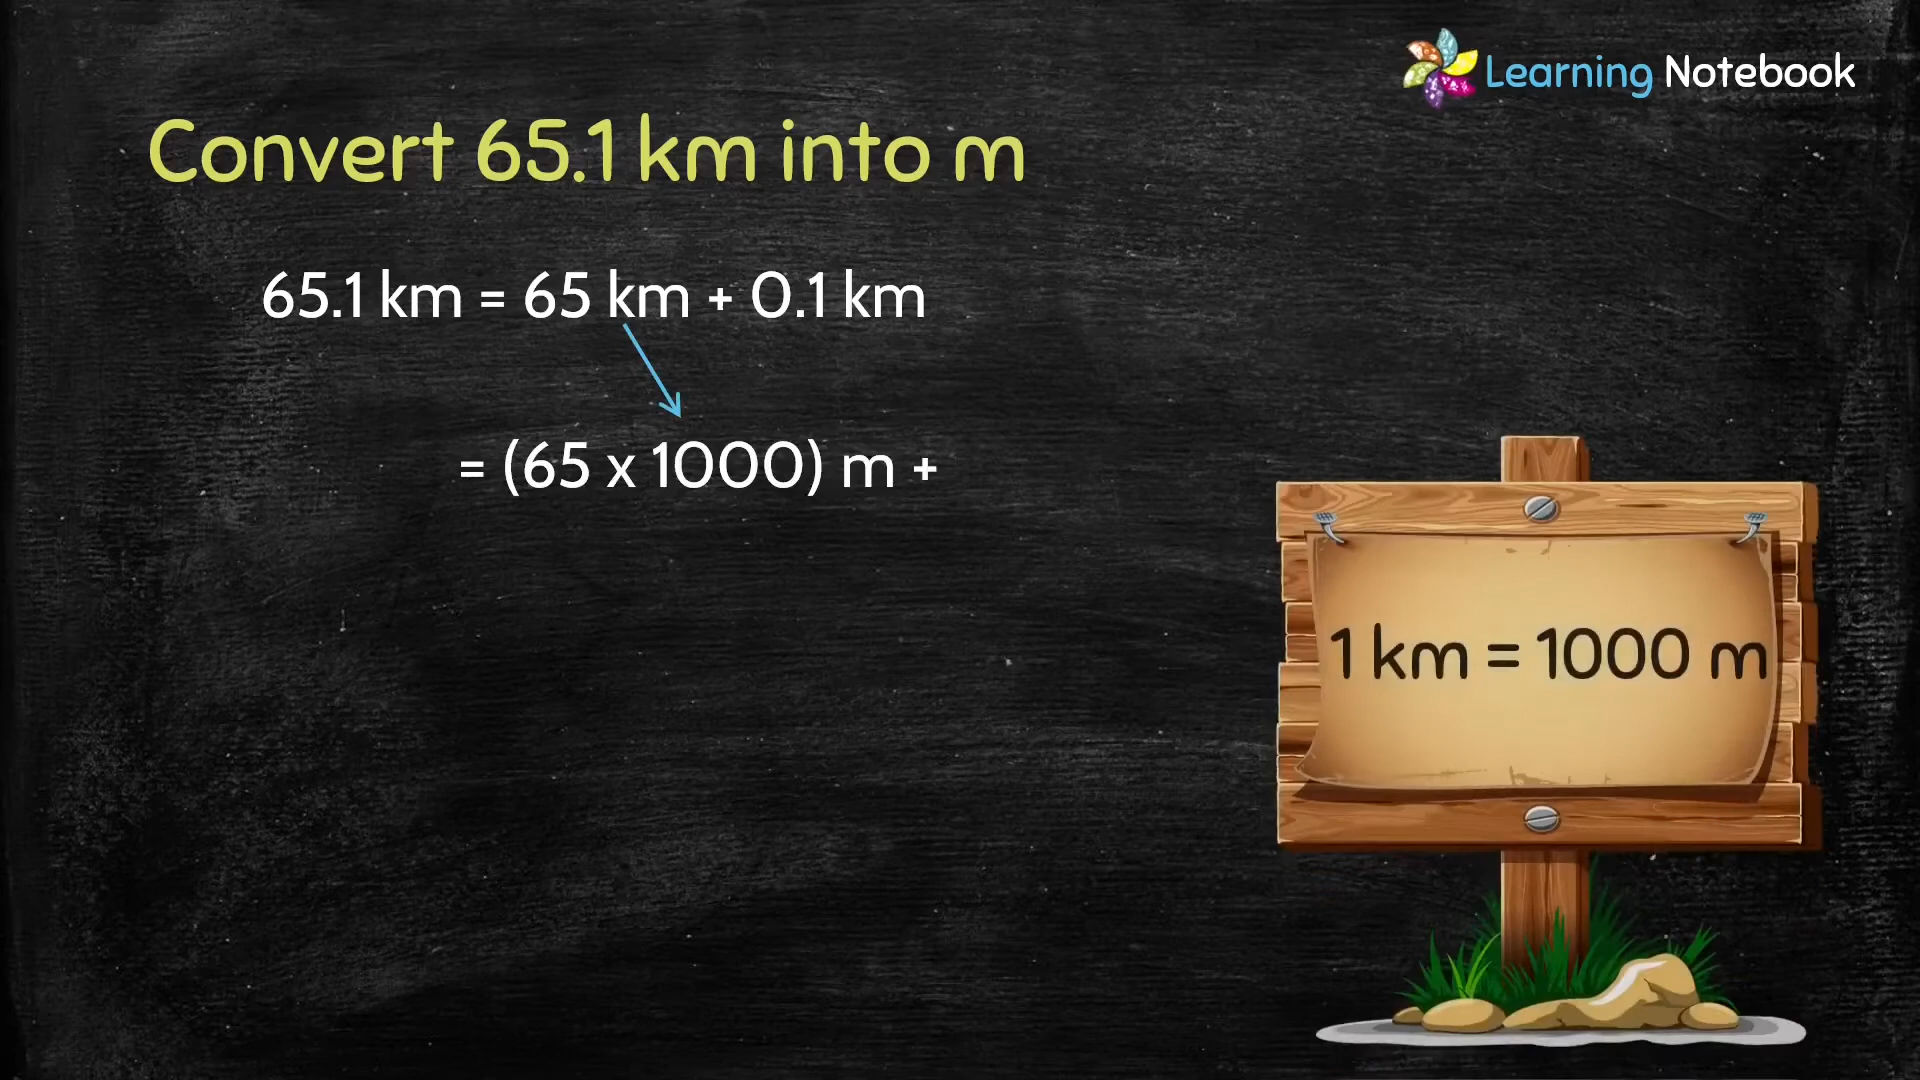 Learning Notebook
Convert 65.1 km into m
65.1 km = 65 km + 0.1 km
= (65 x 1000) m +
1 km = 1000 m